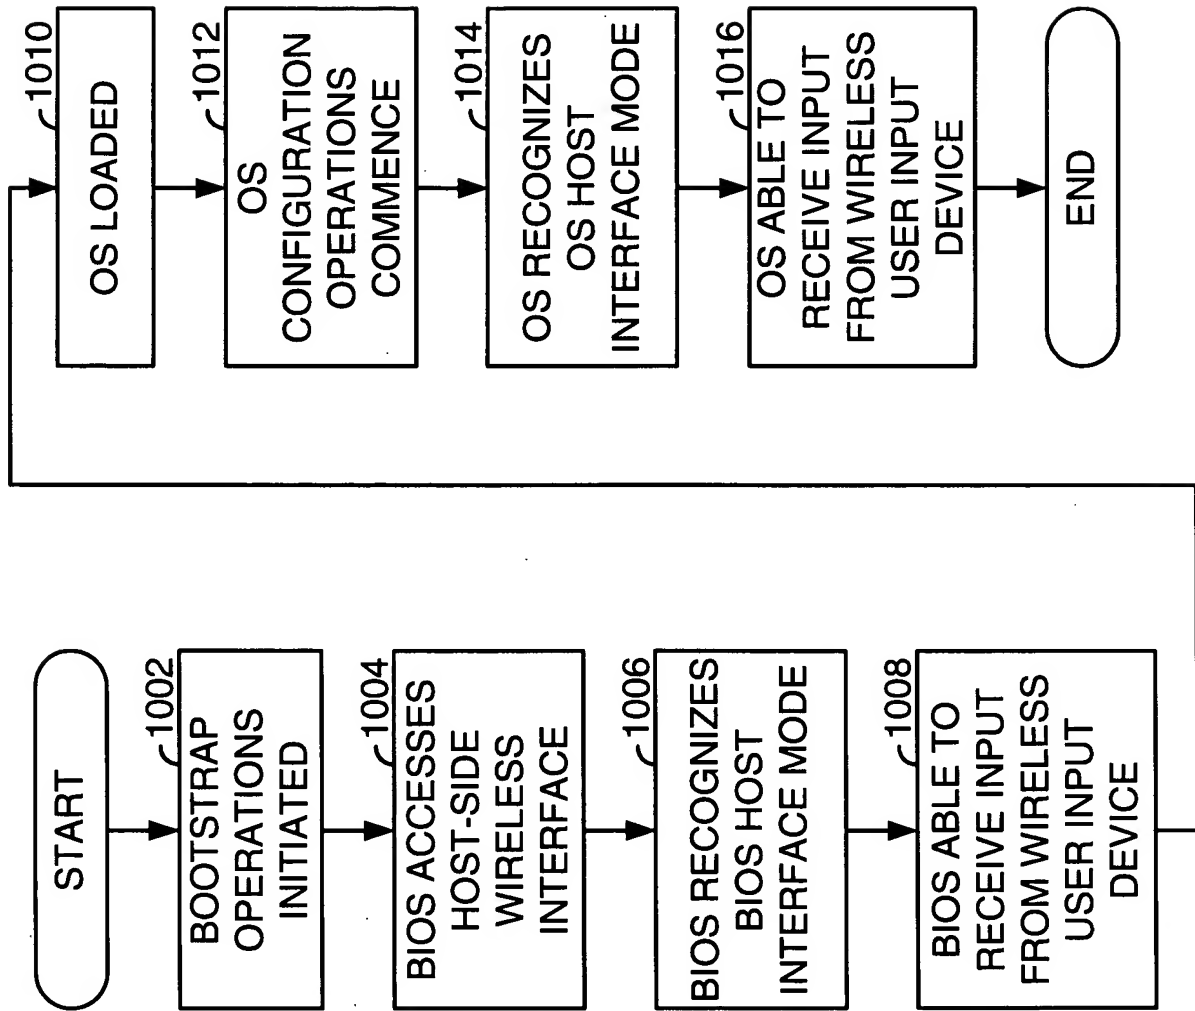 START
1002
BOOTSTRAP
OPERATIONS
INITIATED
1004
BIOS ACCESSES
HOST-SIDE
WIRELESS
INTERFACE
1006
BIOS RECOGNIZES
BIOS HOST
INTERFACE MODE
1008
BIOS ABLE TO
RECEIVE INPUT
FROM WIRELESS
USER INPUT
DEVICE
1010
OS LOADED
1012
OS
CONFIGURATION
OPERATIONS
COMMENCE
1014
OS RECOGNIZES
OS HOST
INTERFACE MODE
1016
OS ABLE TO
RECEIVE INPUT
FROM WIRELESS
USER INPUT
DEVICE
END